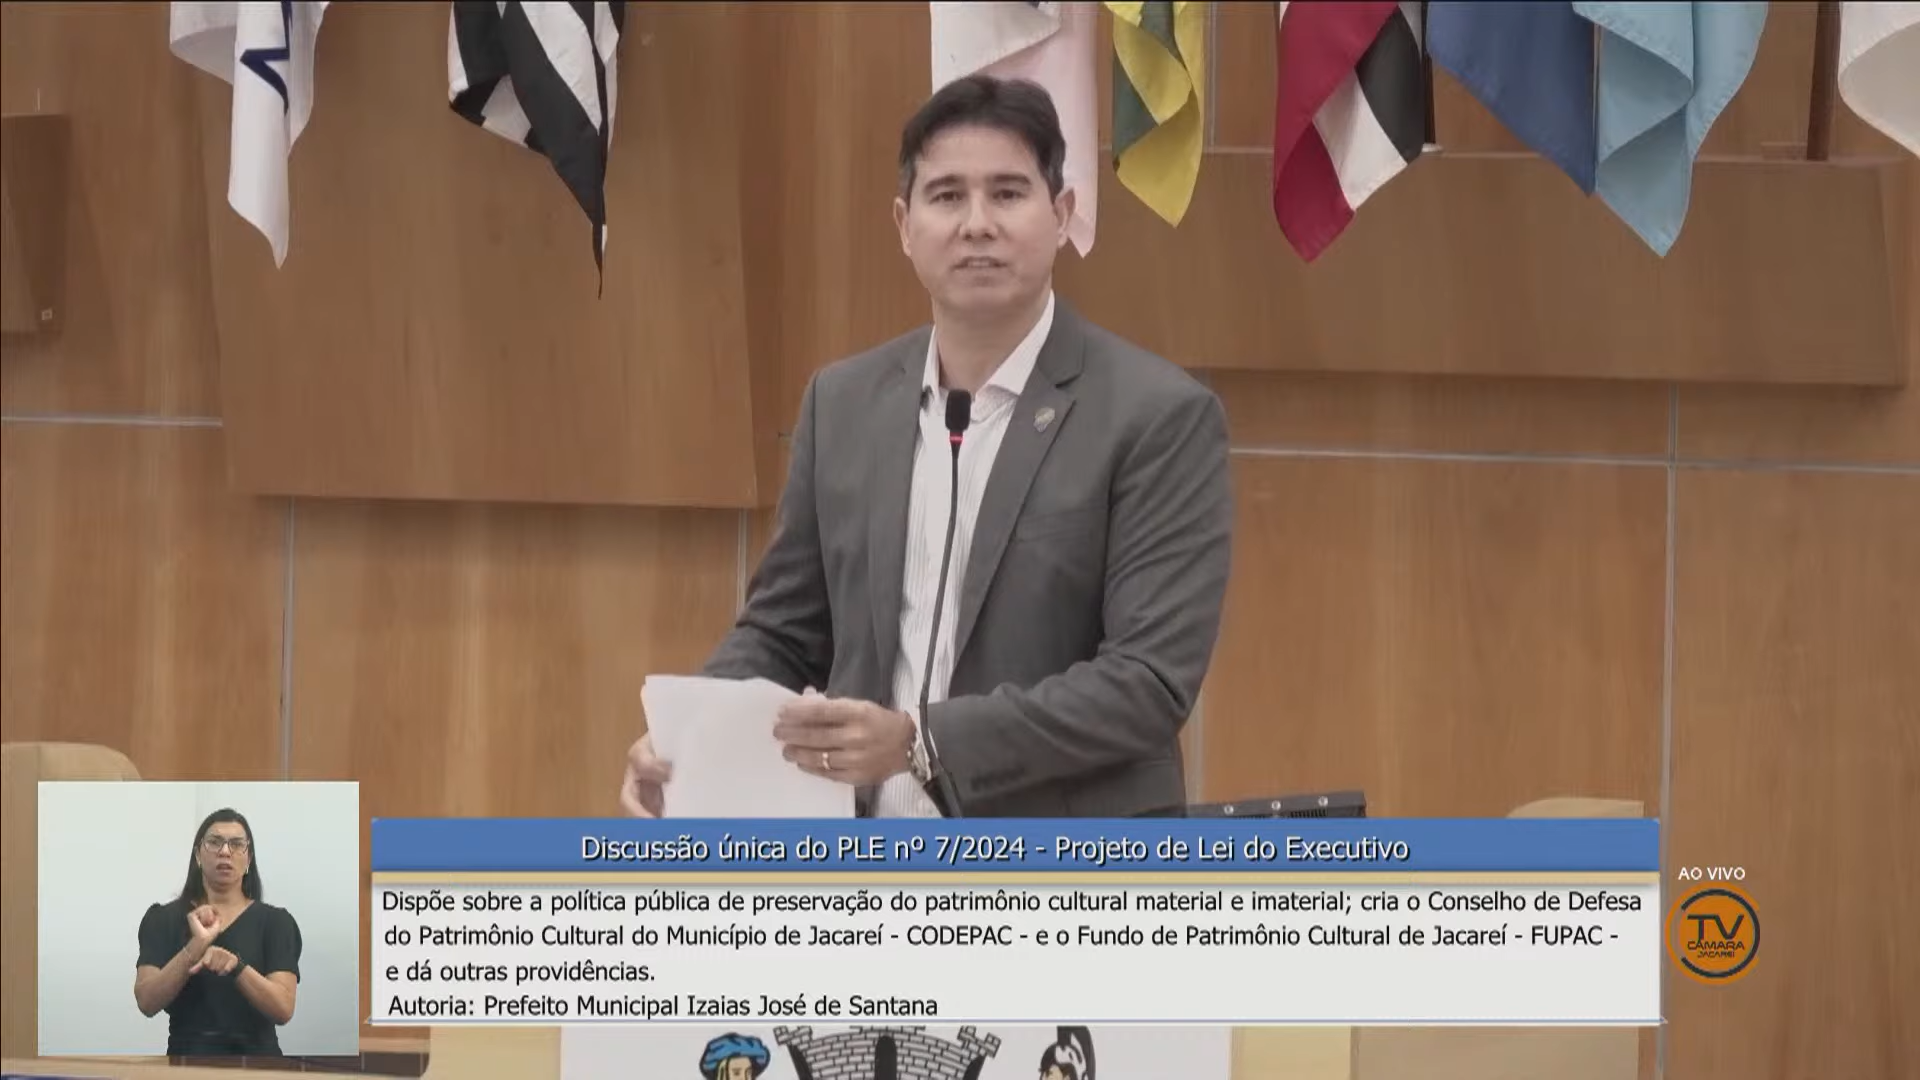 Discussão única do PLE nº 7/2024 - Projeto de Lei do Executivo
Dispõe sobre a política pública de preservação do patrimônio cultural material e imaterial; cria o Conselho de Defesa
do Patrimônio Cultural do Município de Jacareí - CODEPAC - e o Fundo de Patrimônio Cultural de Jacareí - FUPAC -
e dá outras providências.
Autoria: Prefeito Municipal Izaias José de Santana
AO VIVO
TV
CÂMARA
JACAREÍ